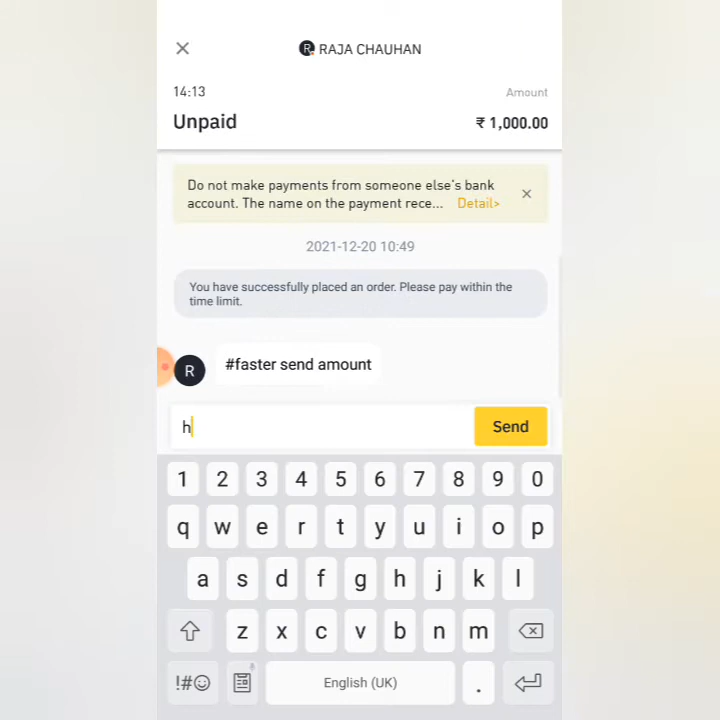 R RAJA CHAUHAN
14:13
Amount
Unpaid
₹ 1,000.00
Do not make payments from someone else's bank
account. The name on the payment rece... Detail>
2021-12-20 10:49
You have successfully placed an order. Please pay within the
time limit.
R
#faster send amount
h
Send
1 2 3 4 5 6 7 8 9 0
q w e r t y u i o p
a s d f g h j k l
z x c v b n m
!#☺ English (UK) .